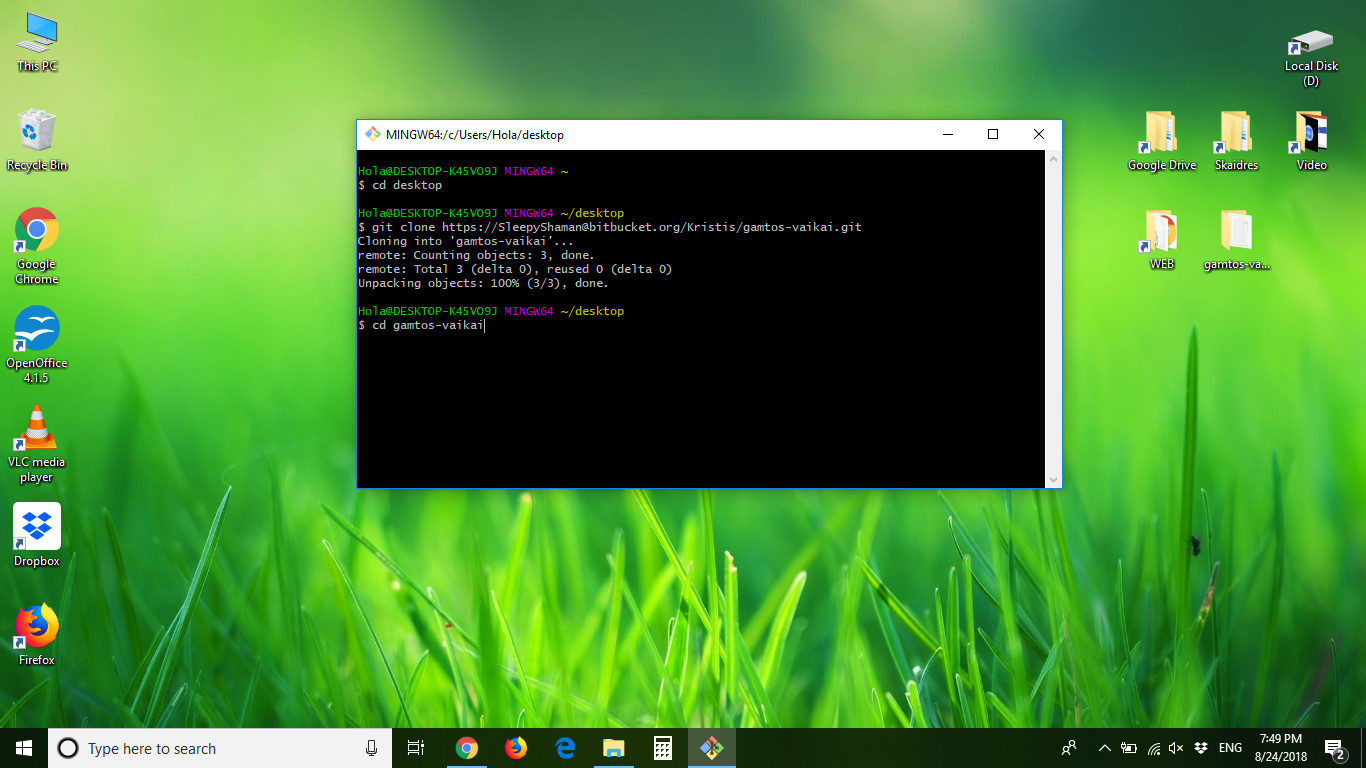 This PC
Recycle Bin
Google
Chrome
OpenOffice
4.1.5
VLC media
player
Dropbox
Firefox
MINGW64:/c/Users/Hola/desktop
Hola@DESKTOP-K45VO9J MINGW64 ~
$ cd desktop
Hola@DESKTOP-K45VO9J MINGW64 ~/desktop
$ git clone https://SleepyShaman@bitbucket.org/Kristis/gamtos-vaikai.git
Cloning into 'gamtos-vaikai'...
remote: Counting objects: 3, done.
remote: Total 3 (delta 0), reused 0 (delta 0)
Unpacking objects: 100% (3/3), done.
Hola@DESKTOP-K45VO9J MINGW64 ~/desktop
$ cd gamtos-vaikai
Local Disk
(D)
Google Drive
Skaidres
Video
WEB
gamtos-va...
Type here to search
ENG
7:49 PM
8/24/2018
2